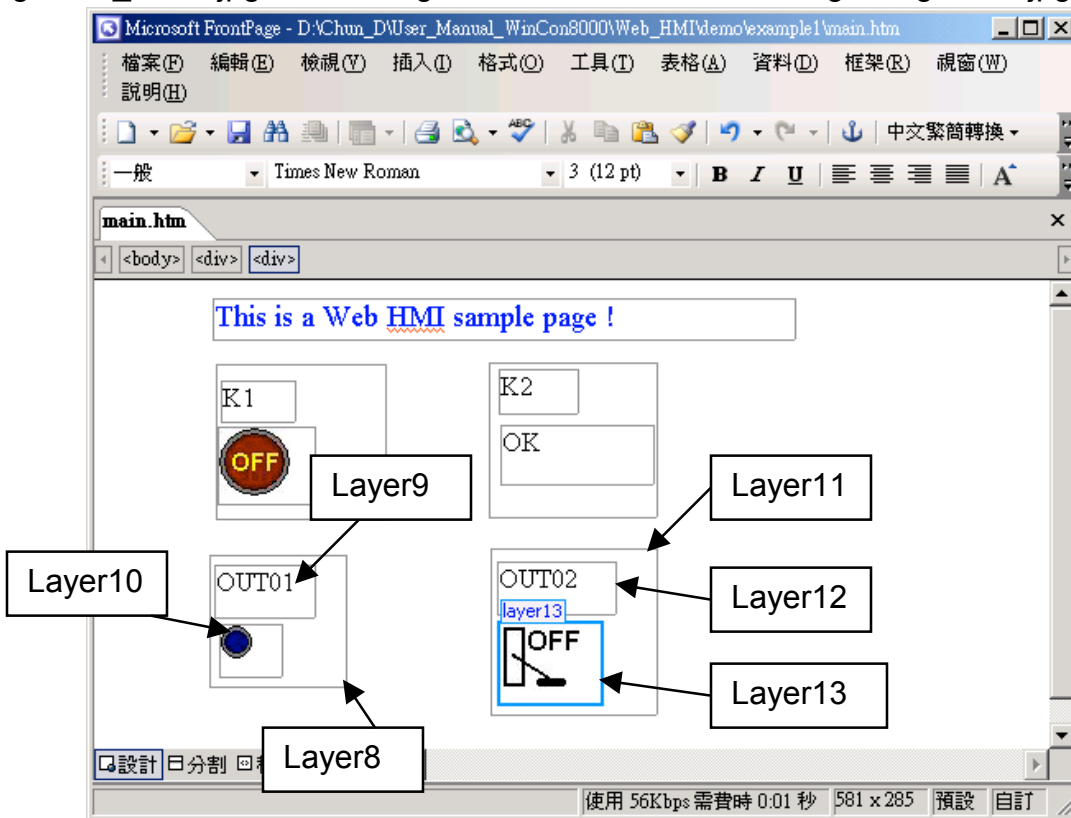 Microsoft FrontPage - D:\Chun_D\User_Manual_WinCon8000\Web_HMI\demo\example1\main.htm
檔案(F) 編輯(E) 檢視(V) 插入(I) 格式(O) 工具(T) 表格(A) 資料(D) 框架(R) 視窗(W)
說明(H)
ABC 中文繁簡轉換
一般 Times New Roman 3 (12 pt) B I U A
main.htm
<body> <div> <div>
This is a Web HMI sample page !
K1
K2
OFF
OK
Layer9
Layer11
Layer10
OUT01
OUT02
Layer12
layer13
OFF
Layer13
Layer8
設計 分割
使用 56Kbps 需費時 0:01 秒 581 x 285 預設 自訂